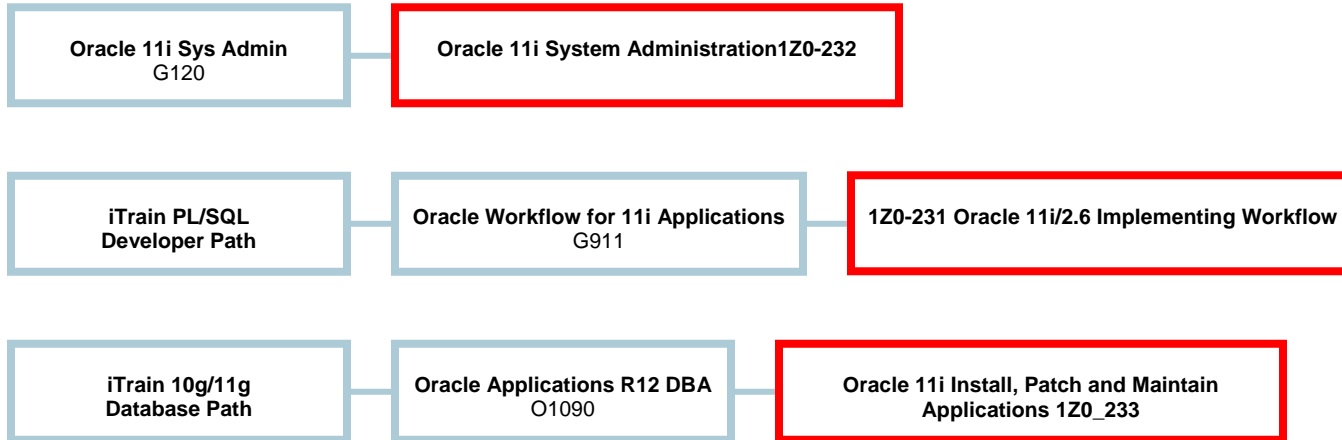 Oracle 11i Sys Admin
G120
Oracle 11i System Administration1Z0-232
iTrain PL/SQL
Developer Path
Oracle Workflow for 11i Applications
G911
1Z0-231 Oracle 11i/2.6 Implementing Workflow
iTrain 10g/11g
Database Path
Oracle Applications R12 DBA
O1090
Oracle 11i Install, Patch and Maintain
Applications 1Z0_233